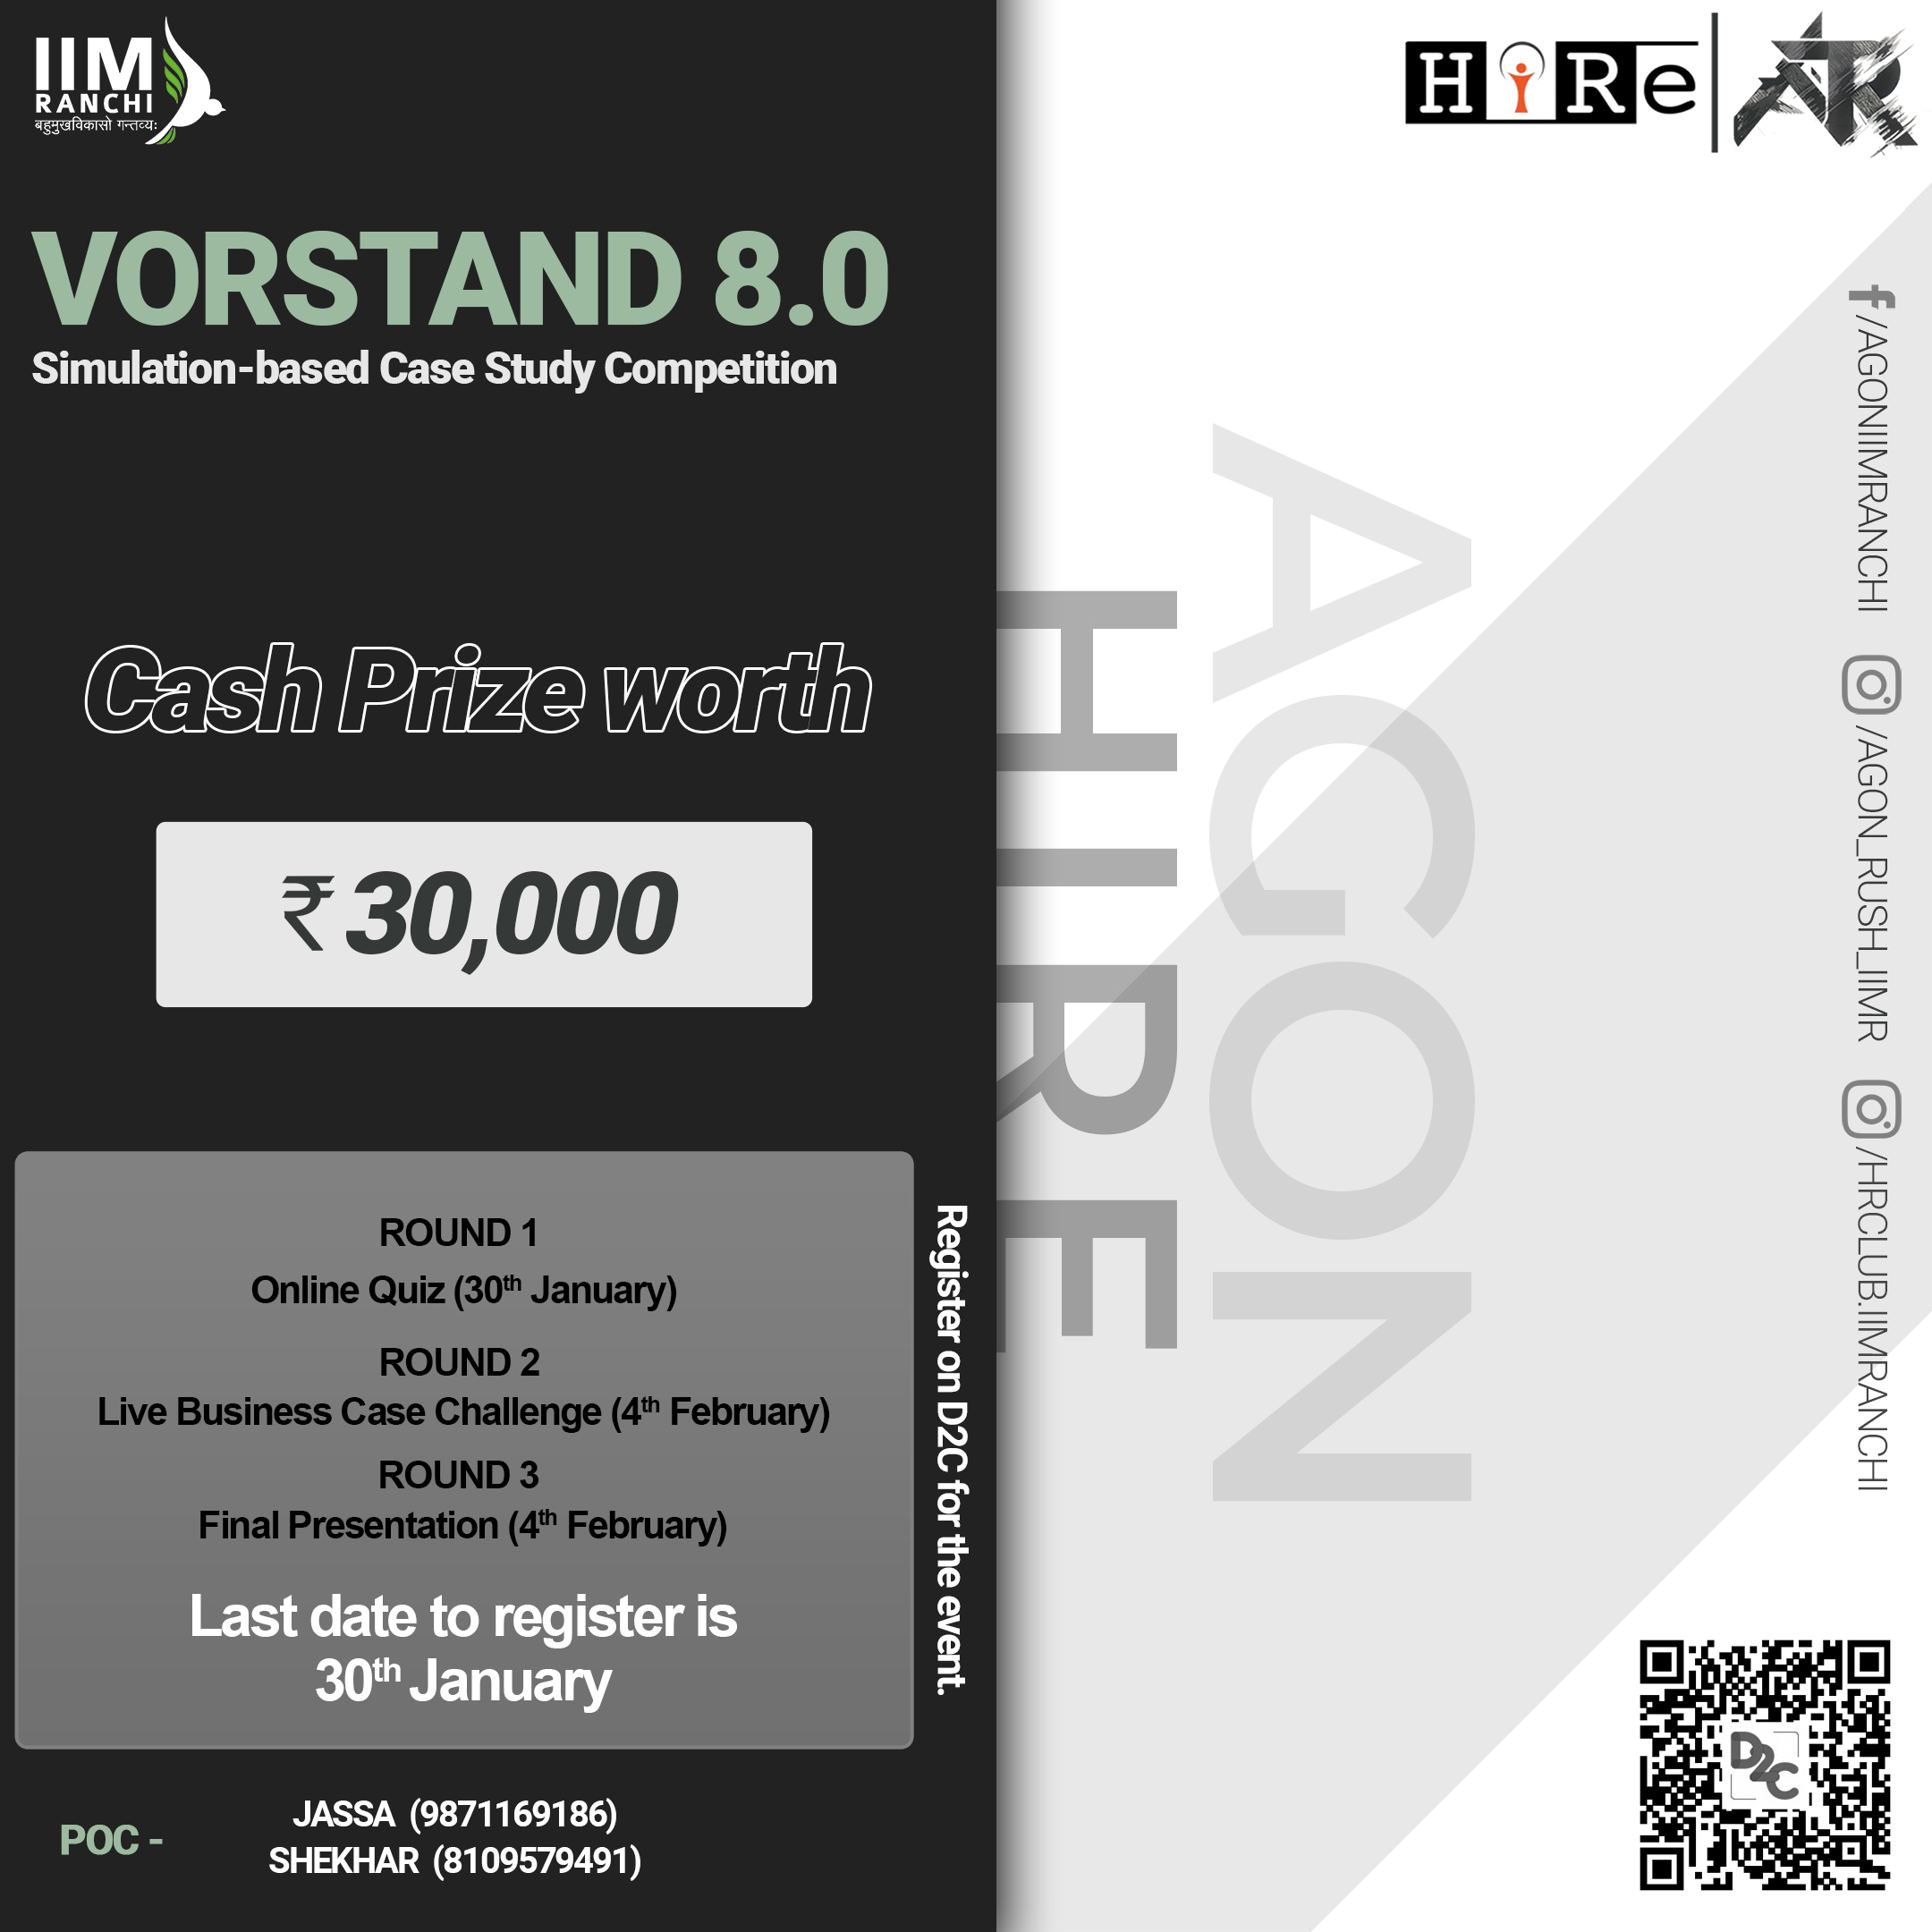 IIM
RANCHI
बहुमुखविकासो गन्तव्यः
HiRe
AR
VORSTAND 8.0
Simulation-based Case Study Competition
Cash Prize worth
₹ 30,000
ROUND 1
Online Quiz (30th January)
ROUND 2
Live Business Case Challenge (4th February)
ROUND 3
Final Presentation (4th February)
Last date to register is
30th January
Register on D2C for the event.
POC -
JASSA (9871169186)
SHEKHAR (8109579491)
HIRE
AGON
/AGONIIMRANCHI
/AGON_RUSH_IIMR
/HRCLUB.IIMRANCHI
D2C